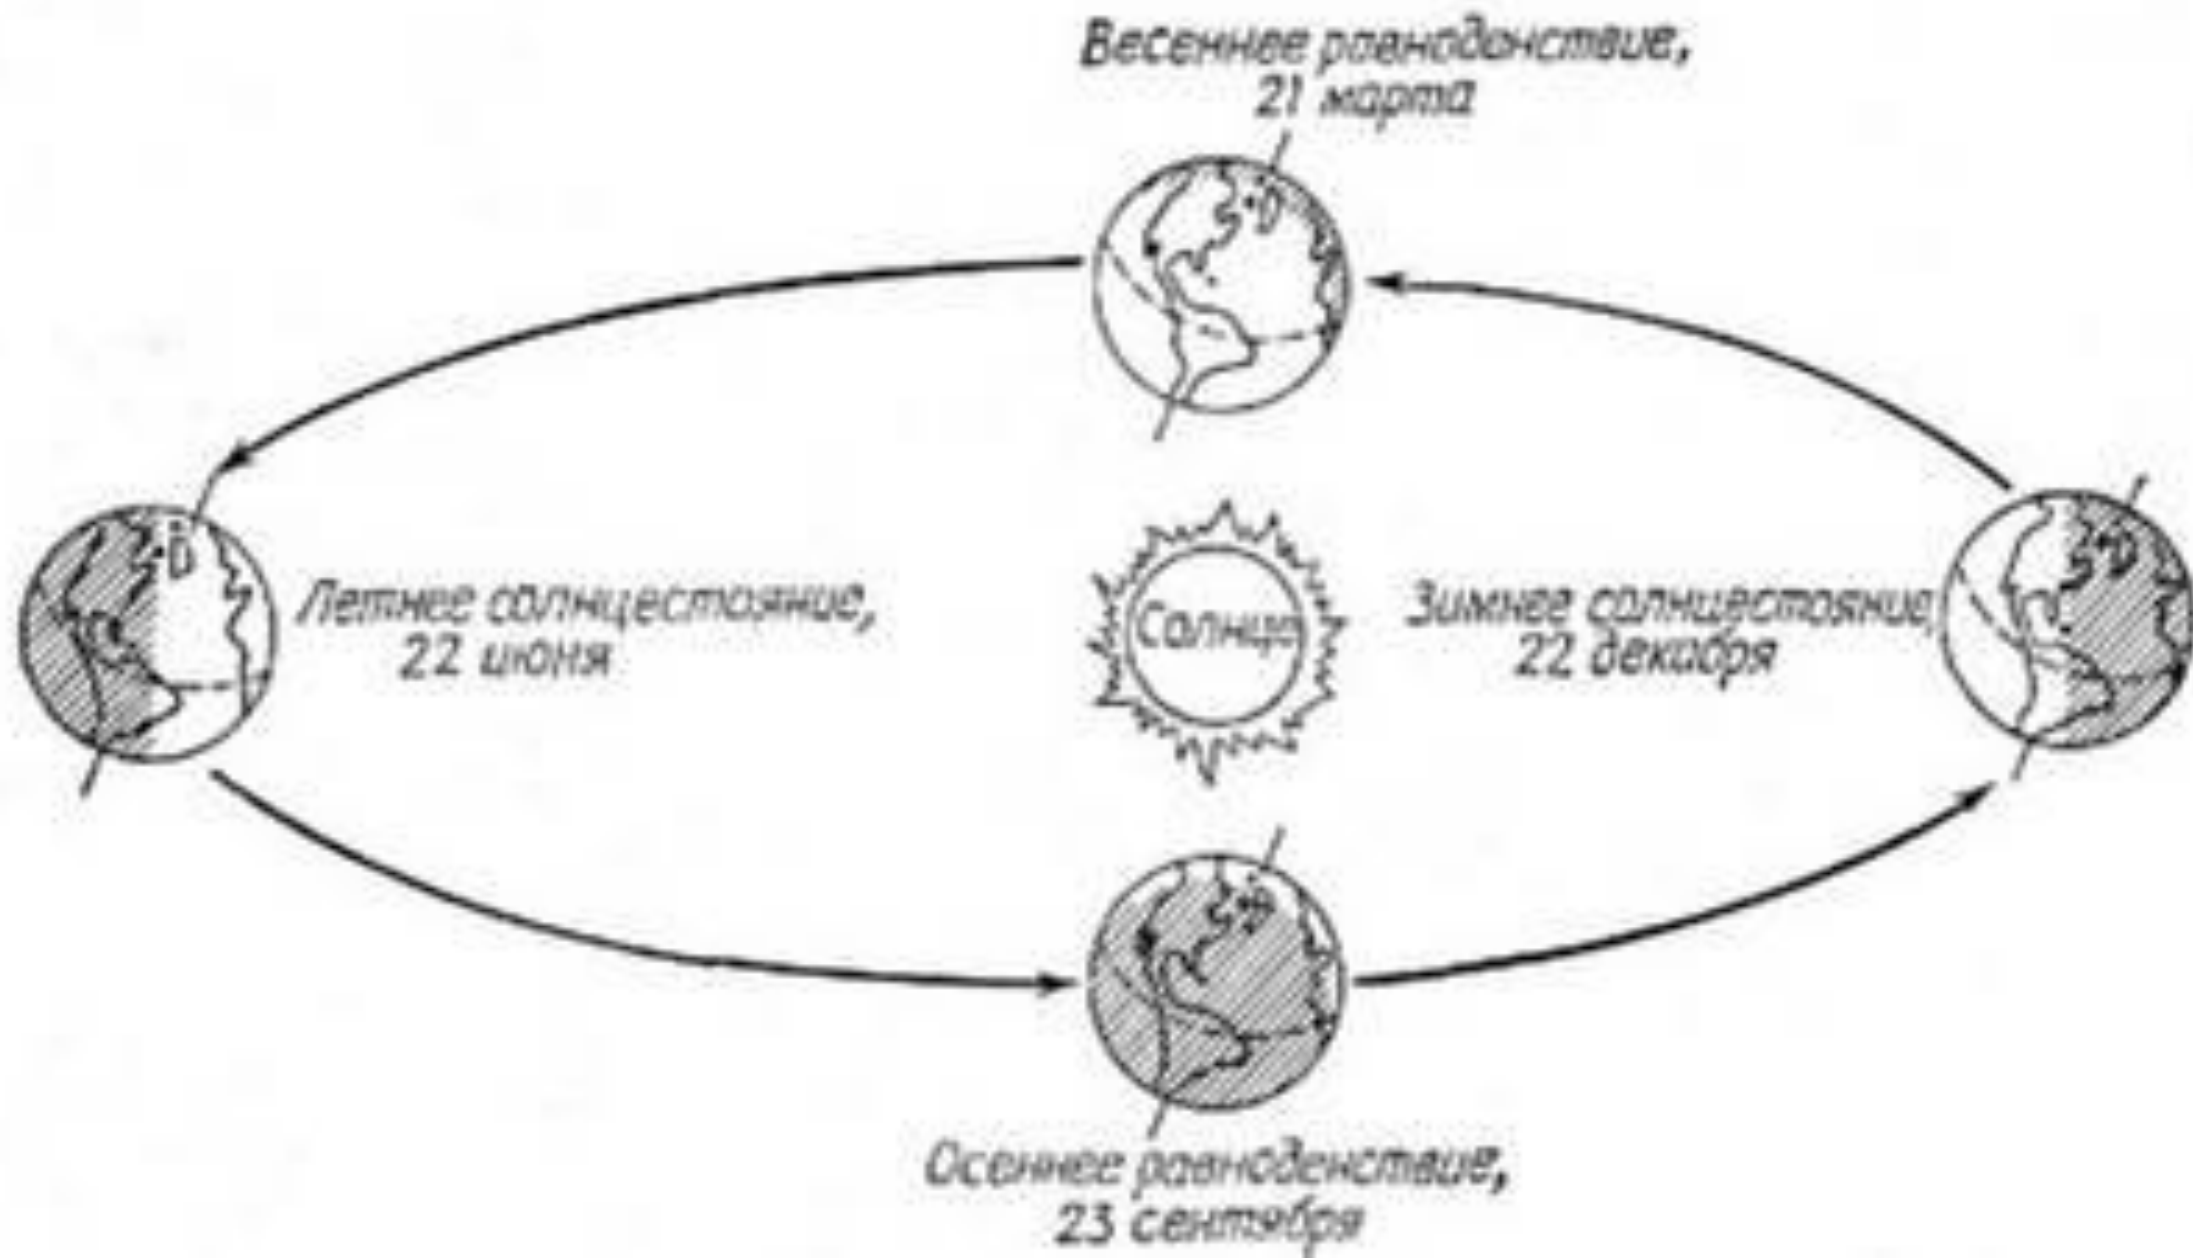 Весеннее равноденствие,
21 марта
Летнее солнцестояние,
22 июня
Солнце
Зимнее солнцестояние,
22 декабря
Осеннее равноденствие,
23 сентября